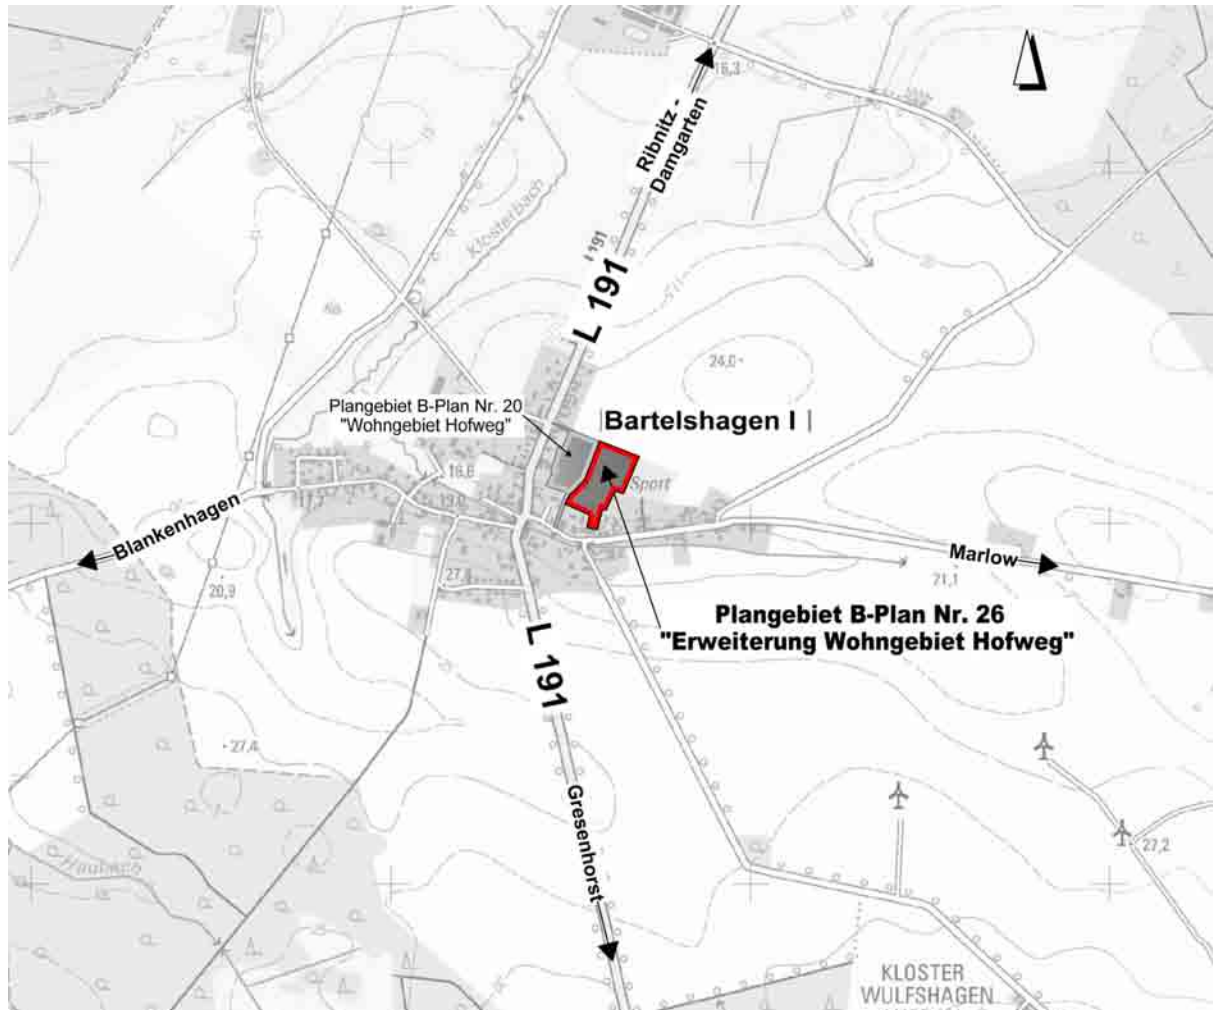 16,3
Ribnitz -
Damgarten
Klosterbach
L 191
L 191
24,0
Plangebiet B-Plan Nr. 20
"Wohngebiet Hofweg"
|Bartelshagen I |
16,6
Sport
17,7
19,0
Blankenhagen
Marlow
21,1
20,9
Plangebiet B-Plan Nr. 26
"Erweiterung Wohngebiet Hofweg"
L 191
27,4
Gresenhorst
27,2
KLOSTER
WULFSHAGEN